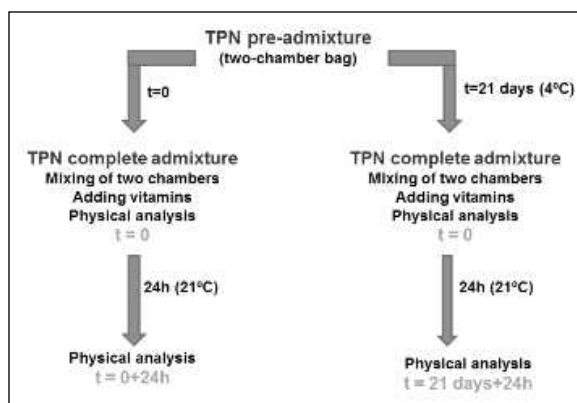 TPN pre-admixture
(two-chamber bag)
t=0
t=21 days (4ºC)
TPN complete admixture
Mixing of two chambers
Adding vitamins
Physical analysis
t = 0
TPN complete admixture
Mixing of two chambers
Adding vitamins
Physical analysis
t = 0
24h (21ºC)
24h (21ºC)
Physical analysis
t = 0+24h
Physical analysis
t = 21 days+24h